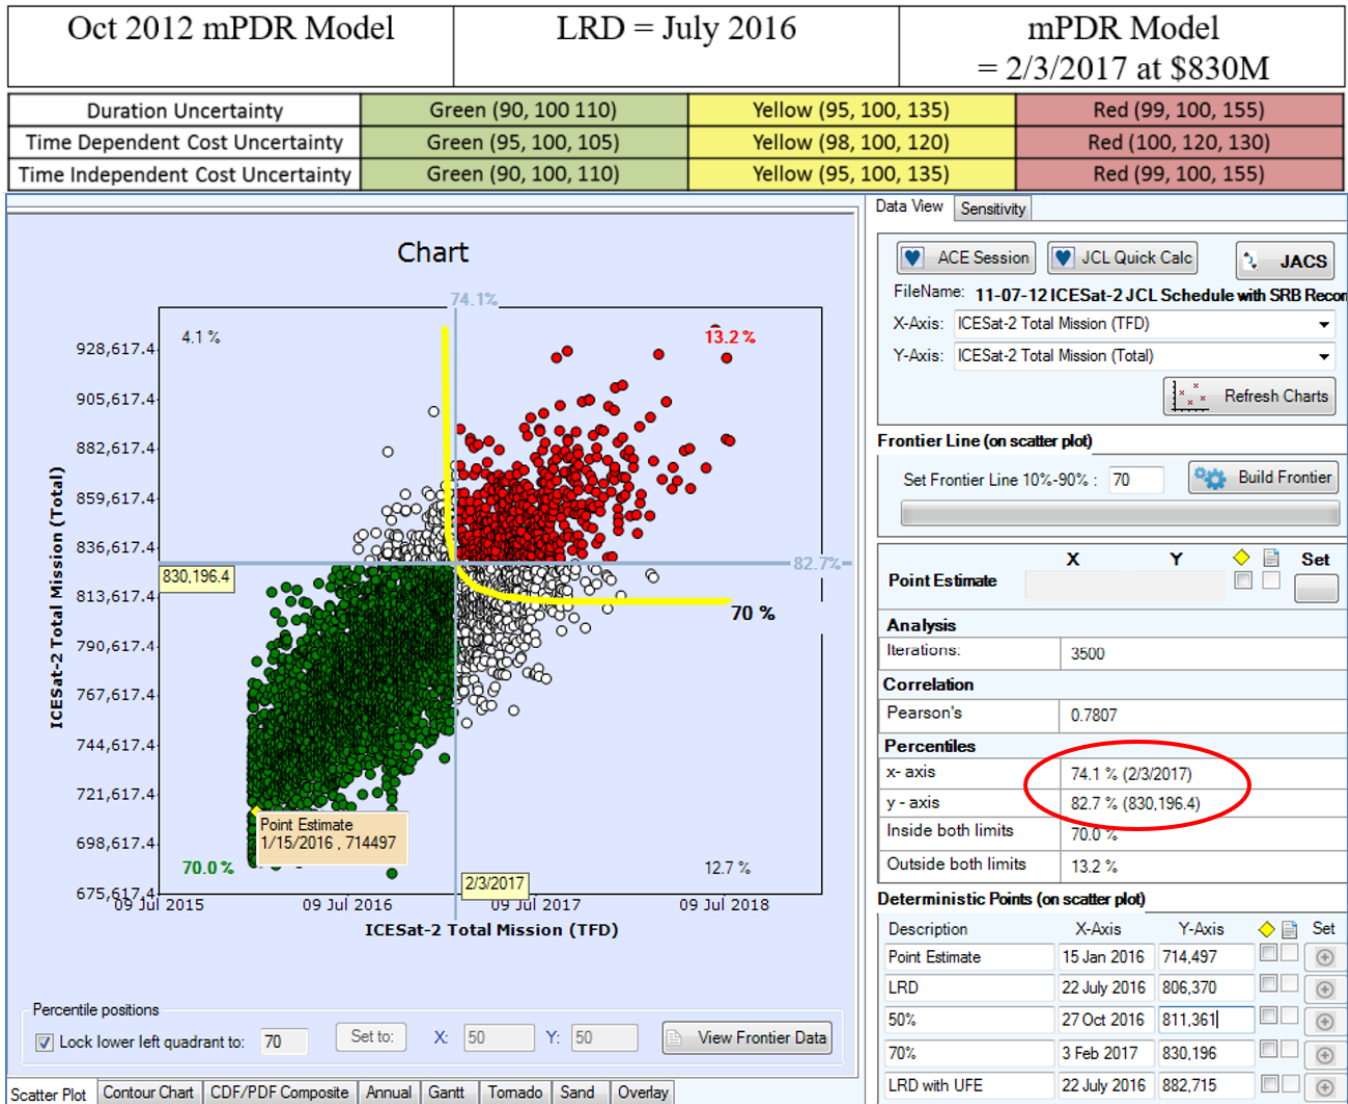 Oct 2012 mPDR Model
LRD = July 2016
mPDR Model
= 2/3/2017 at $830M
Duration Uncertainty Green (90, 100 110) Yellow (95, 100, 135) Red (99, 100, 155)
Time Dependent Cost Uncertainty Green (95, 100, 105) Yellow (98, 100, 120) Red (100, 120, 130)
Time Independent Cost Uncertainty Green (90, 100, 110) Yellow (95, 100, 135) Red (99, 100, 155)
Chart
74.1%
4.1 %
13.2 %
928,617.4
905,617.4
882,617.4
859,617.4
836,617.4
813,617.4
790,617.4
767,617.4
744,617.4
721,617.4
698,617.4
675,617.4
ICESat-2 Total Mission (Total)
830,196.4
82.7%
70 %
Point Estimate
1/15/2016 , 714497
70.0 %
12.7 %
2/3/2017
09 Jul 2015 09 Jul 2016 09 Jul 2017 09 Jul 2018
ICESat-2 Total Mission (TFD)
Percentile positions
Lock lower left quadrant to: 70 Set to: X: 50 Y: 50 View Frontier Data
Scatter Plot Contour Chart CDF/PDF Composite Annual Gantt Tornado Sand Overlay
Data View Sensitivity
ACE Session JCL Quick Calc JACS
FileName: 11-07-12 ICESat-2 JCL Schedule with SRB Recon
X-Axis: ICESat-2 Total Mission (TFD)
Y-Axis: ICESat-2 Total Mission (Total)
Refresh Charts
Frontier Line (on scatter plot)
Set Frontier Line 10%-90% : 70 Build Frontier
X Y Set
Point Estimate
Analysis
Iterations: 3500
Correlation
Pearson's 0.7807
Percentiles
x- axis 74.1 % (2/3/2017)
y - axis 82.7 % (830,196.4)
Inside both limits 70.0 %
Outside both limits 13.2 %
Deterministic Points (on scatter plot)
Description X-Axis Y-Axis Set
Point Estimate 15 Jan 2016 714,497
LRD 22 July 2016 806,370
50% 27 Oct 2016 811,361
70% 3 Feb 2017 830,196
LRD with UFE 22 July 2016 882,715